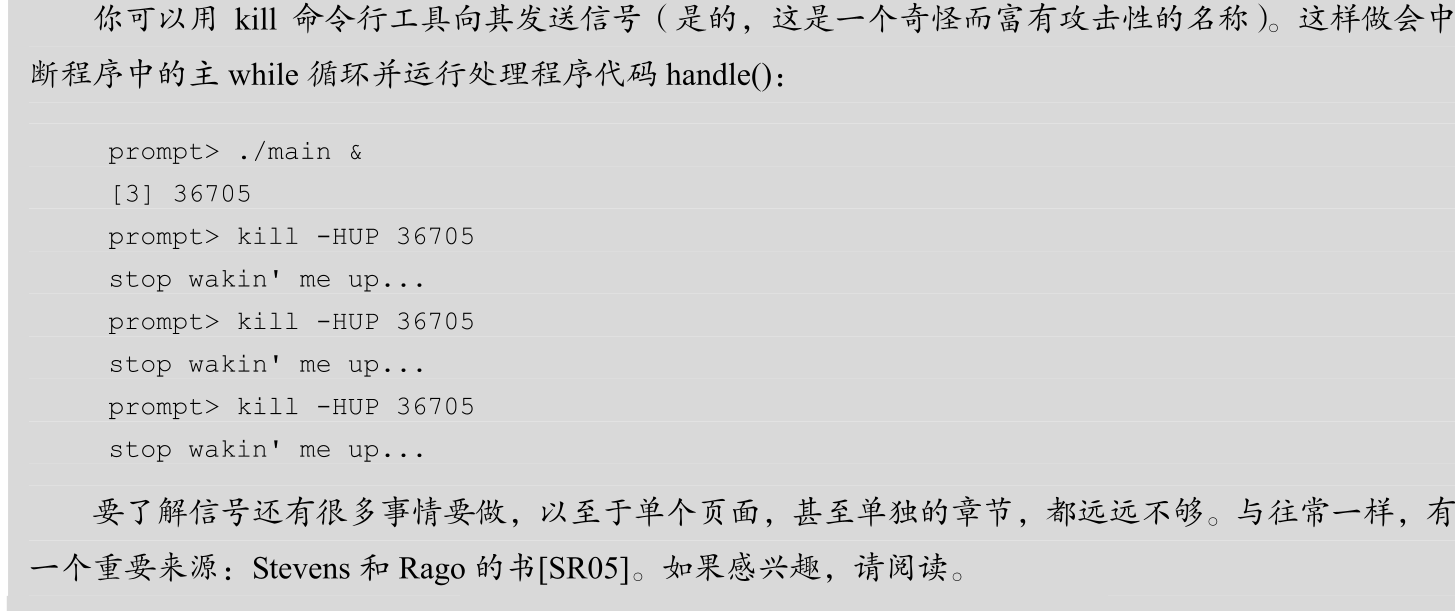 你可以用 kill 命令行工具向其发送信号（是的，这是一个奇怪而富有攻击性的名称）。这样做会中
断程序中的主 while 循环并运行处理程序代码 handle()：
prompt> ./main &
[3] 36705
prompt> kill -HUP 36705
stop wakin' me up...
prompt> kill -HUP 36705
stop wakin' me up...
prompt> kill -HUP 36705
stop wakin' me up...
要了解信号还有很多事情要做，以至于单个页面，甚至单独的章节，都远远不够。与往常一样，有
一个重要来源：Stevens 和 Rago 的书[SR05]。如果感兴趣，请阅读。